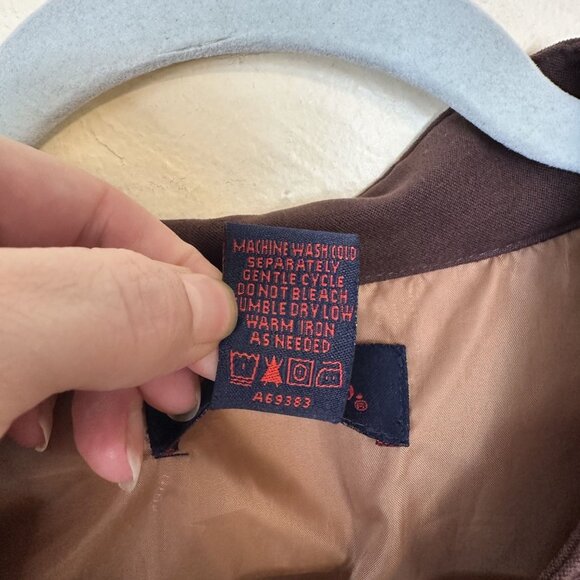 MACHINE WASH COLD
SEPARATELY
GENTLE CYCLE
DO NOT BLEACH
TUMBLE DRY LOW
WARM IRON
AS NEEDED
A69383
®